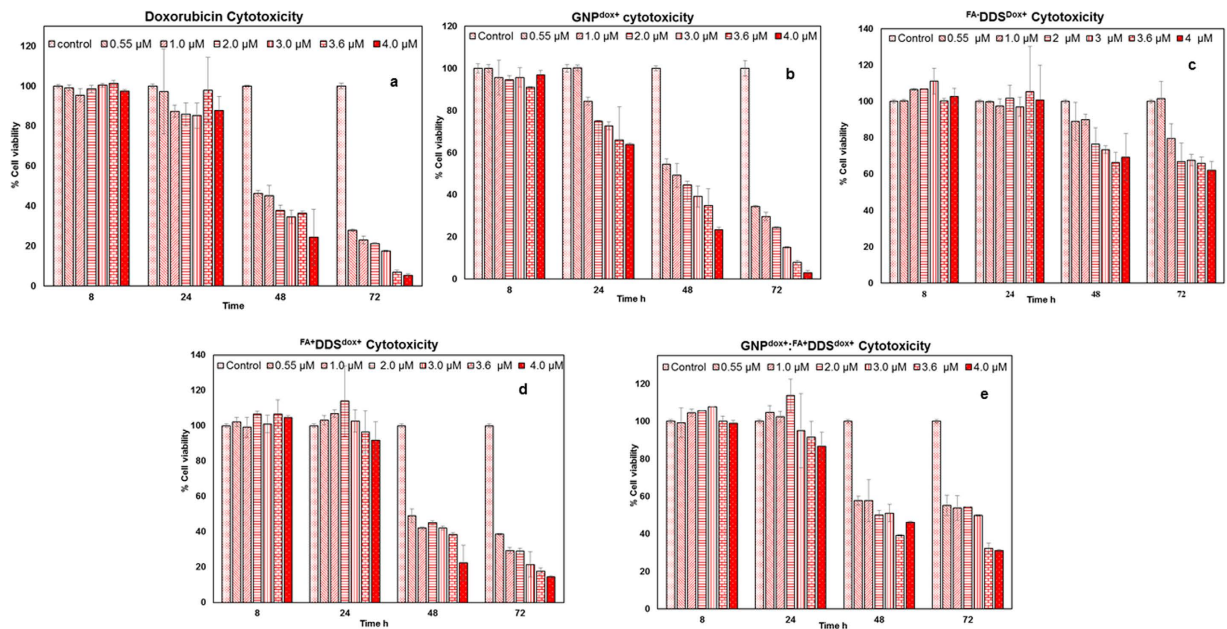 Doxorubicin Cytotoxicity
control 0.55 µM 1.0 µM 2.0 µM 3.0 µM 3.6 µM 4.0 µM
a
% Cell viability
120
100
80
60
40
20
0
8 24 48 72
Time
GNPdox+ cytotoxicity
control 0.55 µM 1.0 µM 2.0 µM 3.0 µM 3.6 µM 4.0 µM
b
% Cell viability
120
100
80
60
40
20
0
8 24 48 72
Time h
FA-DDSDox+ Cytotoxicity
Control 0.55 µM 1.0 µM 2 µM 3 µM 3.6 µM 4 µM
c
% Cell viability
140
120
100
80
60
40
20
0
8 24 48 72
Time h
FA+DDSdox+ Cytotoxicity
Control 0.55 µM 1.0 µM 2.0 µM 3.0 µM 3.6 µM 4.0 µM
d
% Cell viability
140
120
100
80
60
40
20
0
8 24 48 72
Time h
GNPdox+:FA+DDSdox+ Cytotoxicity
Control 0.55 µM 1.0 µM 2.0 µM 3.0 µM 3.6 µM 4.0 µM
e
% Cell viability
120
100
80
60
40
20
0
8 24 48 72
Time h